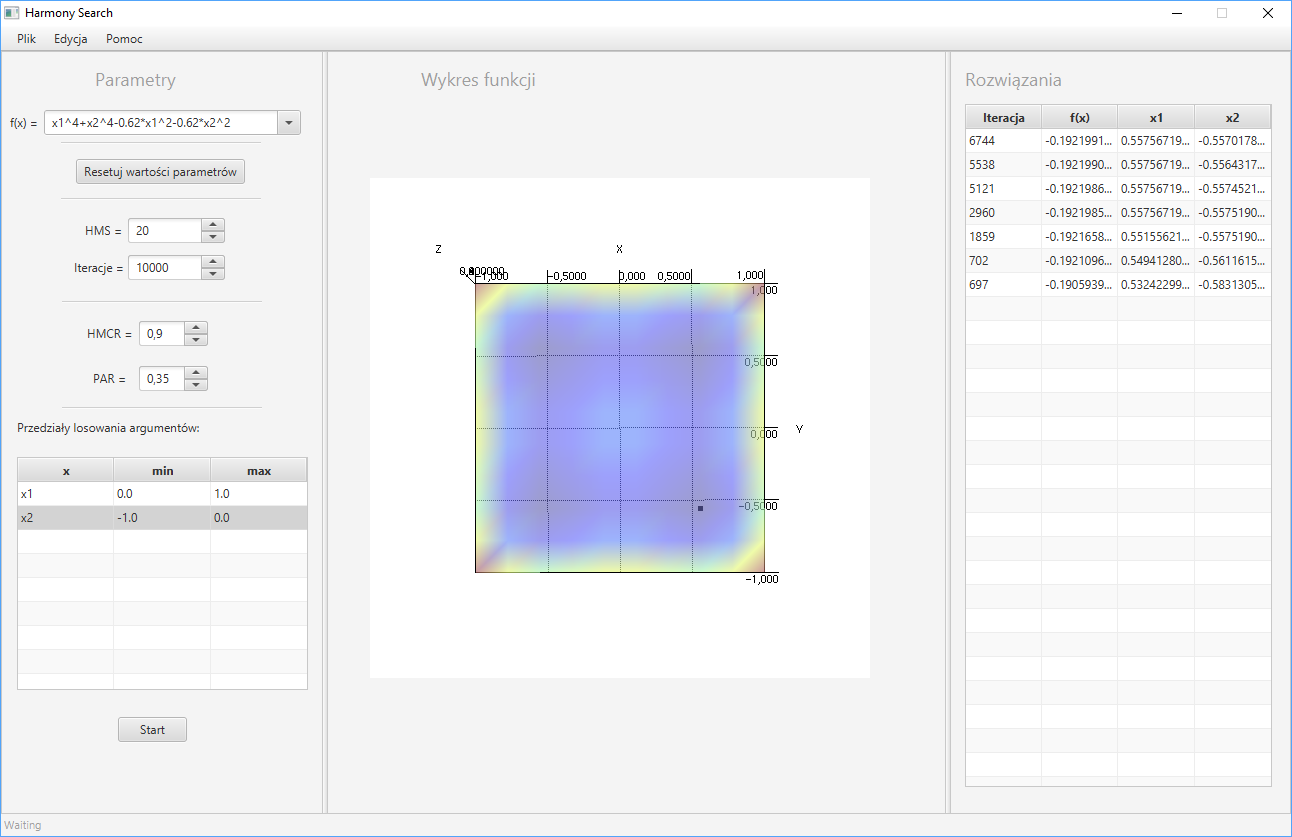 Harmony Search
Plik Edycja Pomoc
Parametry
f(x) = x1^4+x2^4-0.62*x1^2-0.62*x2^2
Resetuj wartości parametrów
HMS = 20
Iteracje = 10000
HMCR = 0,9
PAR = 0,35
Przedziały losowania argumentów:
x min max
x1 0.0 1.0
x2 -1.0 0.0
Start
Wykres funkcji
Z X
−1,000 −0,5000 0,000 0,5000 1,000
1,000
0,5000
0,000 Y
−0,5000
−1,000
Rozwiązania
Iteracja f(x) x1 x2
6744 -0.1921991... 0.55756719... -0.5570178...
5538 -0.1921990... 0.55756719... -0.5564317...
5121 -0.1921986... 0.55756719... -0.5574521...
2960 -0.1921985... 0.55756719... -0.5575190...
1859 -0.1921658... 0.55155621... -0.5575190...
702 -0.1921096... 0.54941280... -0.5611615...
697 -0.1905939... 0.53242299... -0.5831305...
Waiting